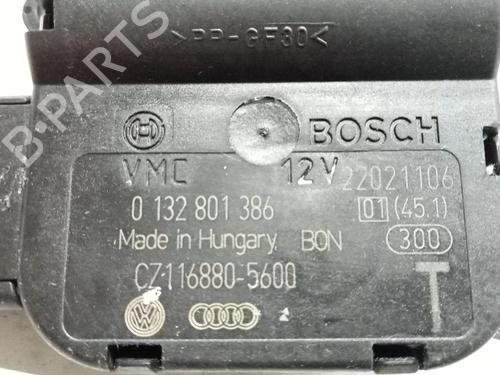 >PP-GF30<
B-PARTS
BOSCH
VMC 12V 22021106
0 132 801 386 01 (45.1)
Made in Hungary BON 300
CZ116880-5600 T